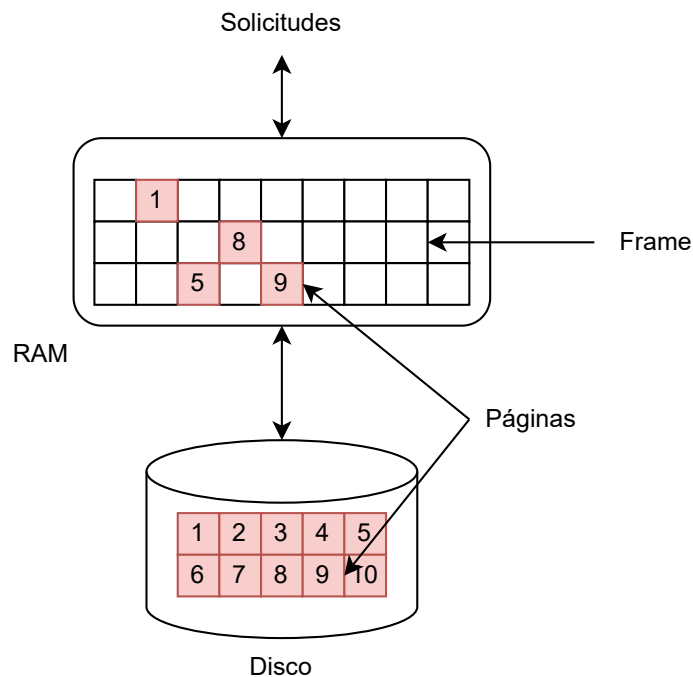 Solicitudes
1
8
Frame
5 9
RAM
Páginas
1 2 3 4 5
6 7 8 9 10
Disco